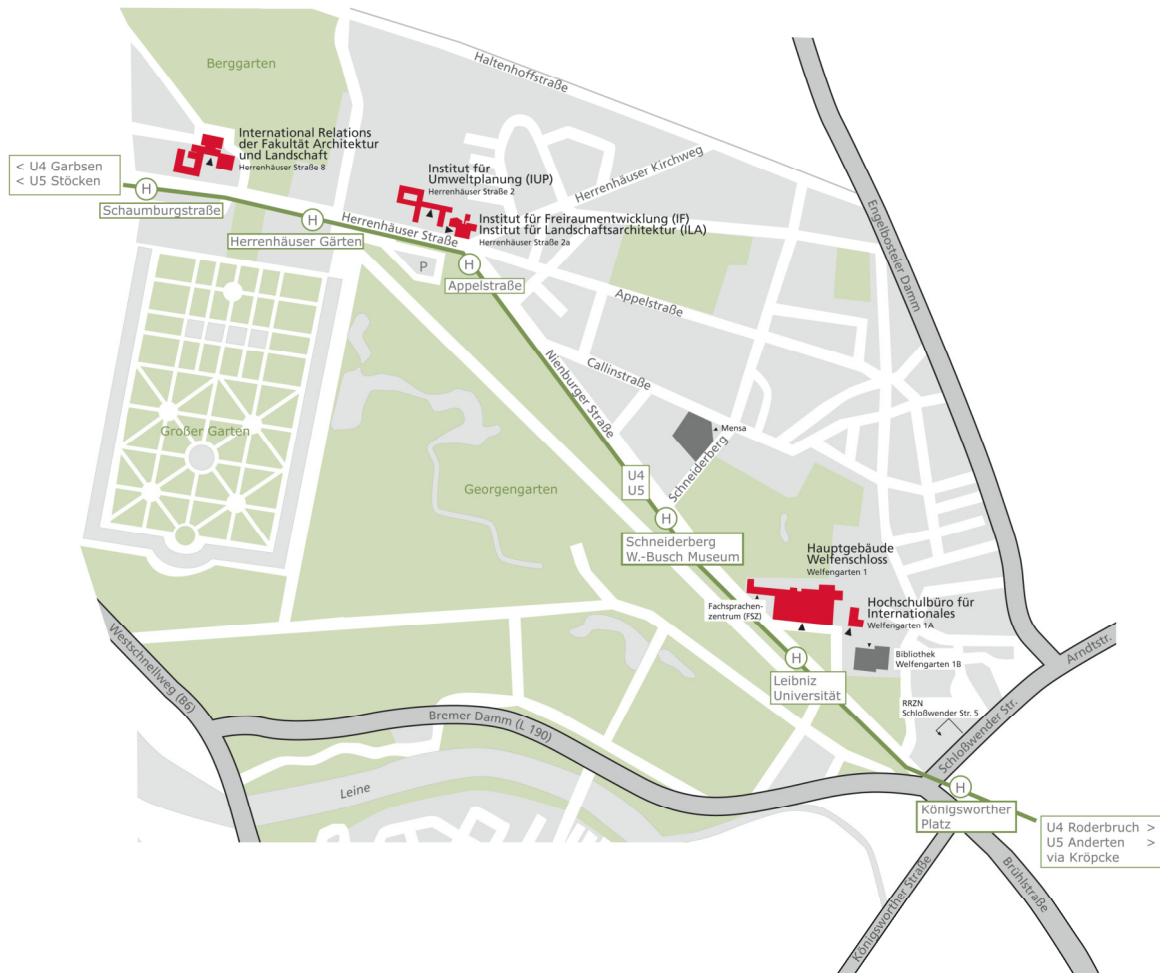 Berggarten
Haltenhoffstraße
International Relations
der Fakultät Architektur
und Landschaft
Herrenhäuser Straße 8
< U4 Garbsen
< U5 Stöcken
H
Schaumburgstraße
H
Herrenhäuser Gärten
Herrenhäuser Straße
Institut für
Umweltplanung (IUP)
Herrenhäuser Straße 2
Herrenhäuser Kirchweg
Institut für Freiraumentwicklung (IF)
Institut für Landschaftsarchitektur (ILA)
Herrenhäuser Straße 2a
Engelbosteler Damm
P
H
Appelstraße
Appelstraße
Nienburger Straße
Callinstraße
Mensa
Schneiderberg
Großer Garten
Georgengarten
U4
U5
H
Schneiderberg
W.-Busch Museum
Hauptgebäude
Welfenschloss
Welfengarten 1
Fachsprachen-
zentrum (FSZ)
Hochschulbüro für
Internationales
Welfengarten 1A
Bibliothek
Welfengarten 1B
H
Leibniz
Universität
Arndtstr.
RRZN
Schloßwender Str. 5
Schloßwender Str.
Westschnellweg (B6)
Bremer Damm (L 190)
Leine
H
Königsworther
Platz
U4 Roderbruch >
U5 Anderten >
via Kröpcke
Königsworther Straße
Brühlstraße